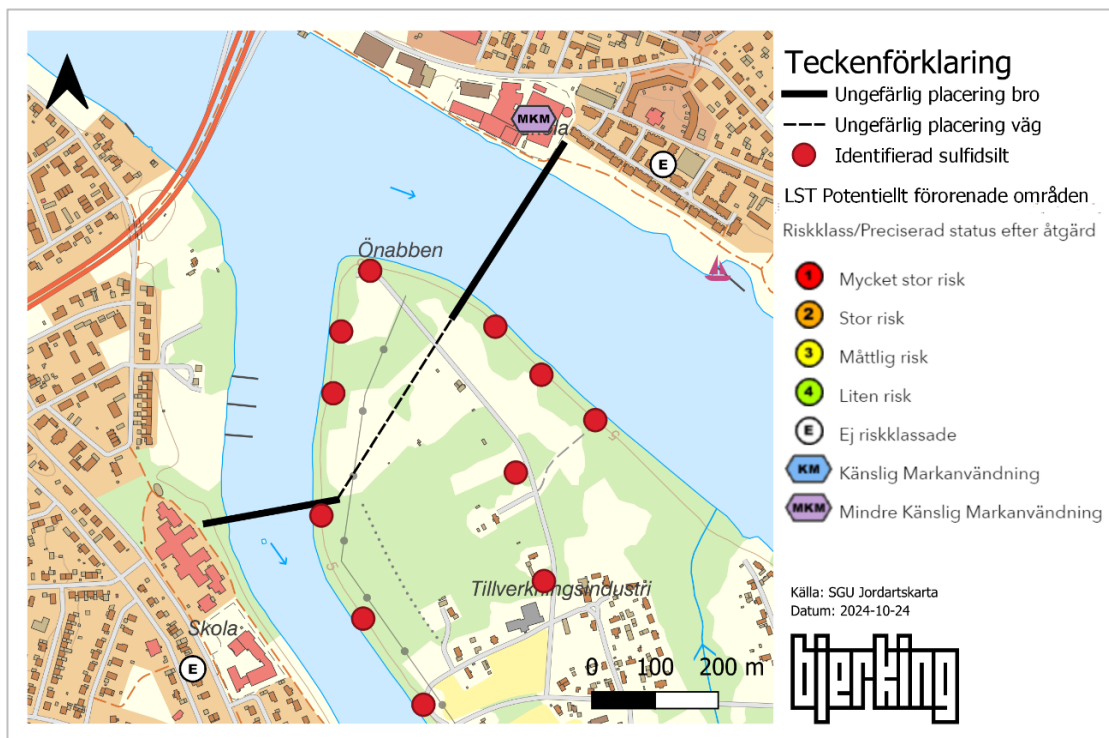 Teckenförklaring
Ungefärlig placering bro
Ungefärlig placering väg
Identifierad sulfidsilt
LST Potentiellt förorenade områden
Riskklass/Preciserad status efter åtgärd
1 Mycket stor risk
2 Stor risk
3 Måttlig risk
4 Liten risk
E Ej riskklassade
KM Känslig Markanvändning
MKM Mindre Känslig Markanvändning
Källa: SGU Jordartskarta
Datum: 2024-10-24
bjerking
MKM
E
Önabben
5
5
Tillverkningsindustri
Skola
E
0 100 200 m